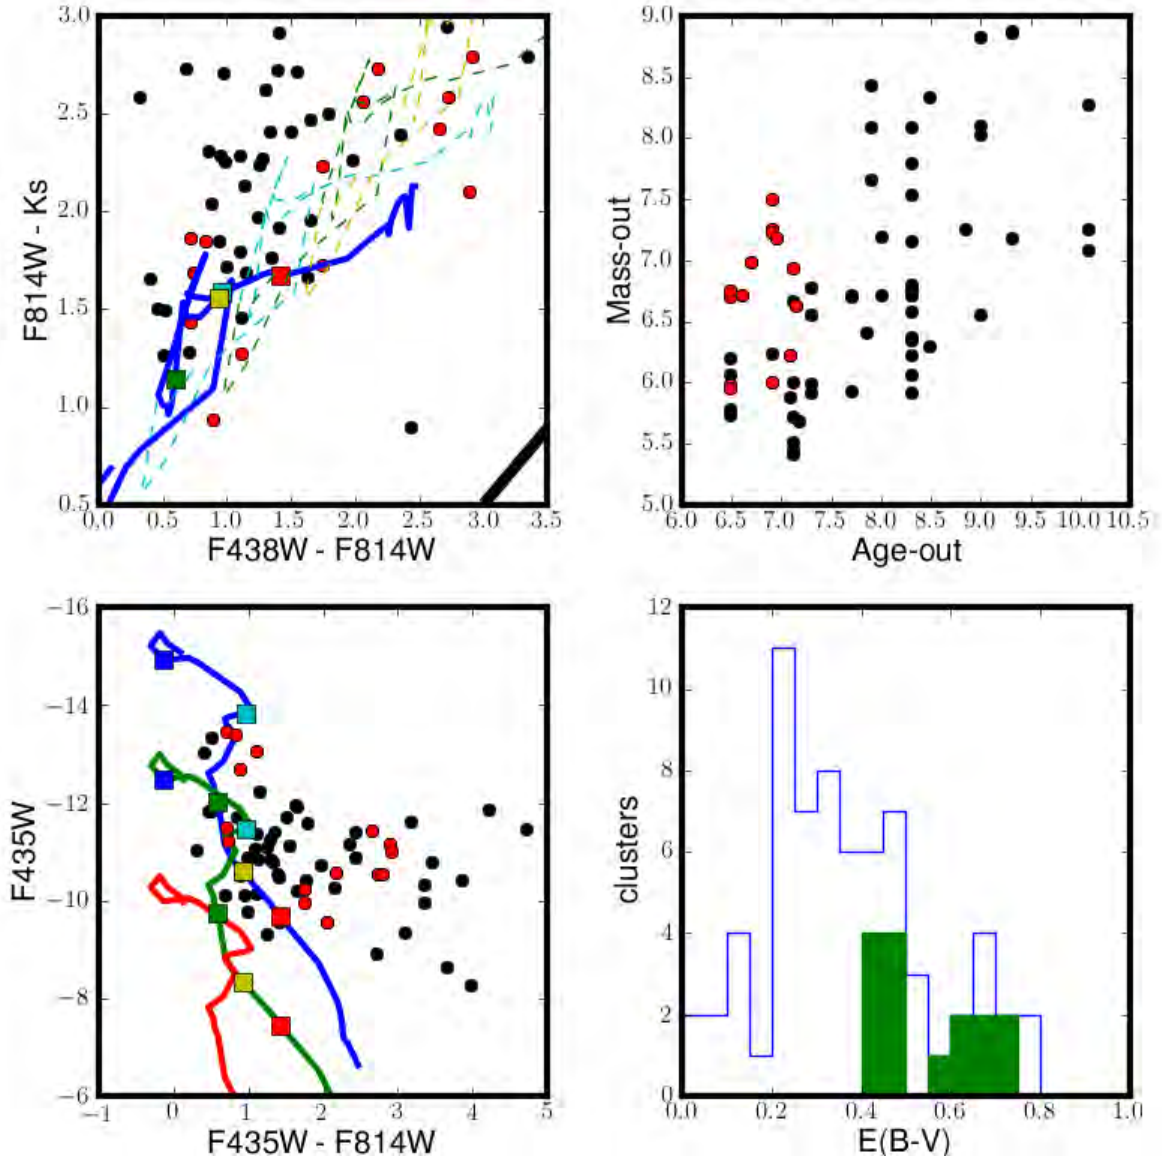 3.0
2.5
2.0
1.5
1.0
0.5
F814W - Ks
0.0 0.5 1.0 1.5 2.0 2.5 3.0 3.5
F438W - F814W
9.0
8.5
8.0
7.5
7.0
6.5
6.0
5.5
5.0
Mass-out
6.0 6.5 7.0 7.5 8.0 8.5 9.0 9.5 10.0 10.5
Age-out
−16
−14
−12
−10
−8
−6
F435W
−1 0 1 2 3 4 5
F435W - F814W
12
10
8
6
4
2
0
clusters
0.0 0.2 0.4 0.6 0.8 1.0
E(B-V)